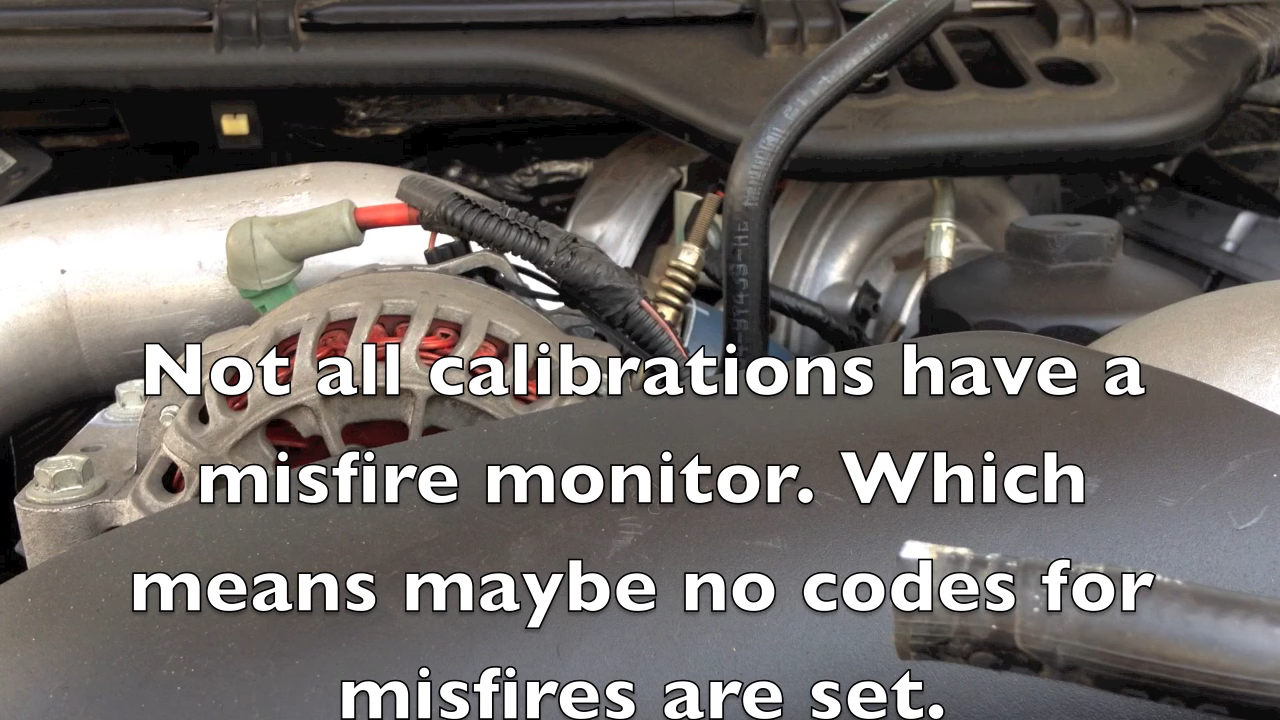 Not all calibrations have a
misfire monitor. Which
means maybe no codes for
misfires are set.